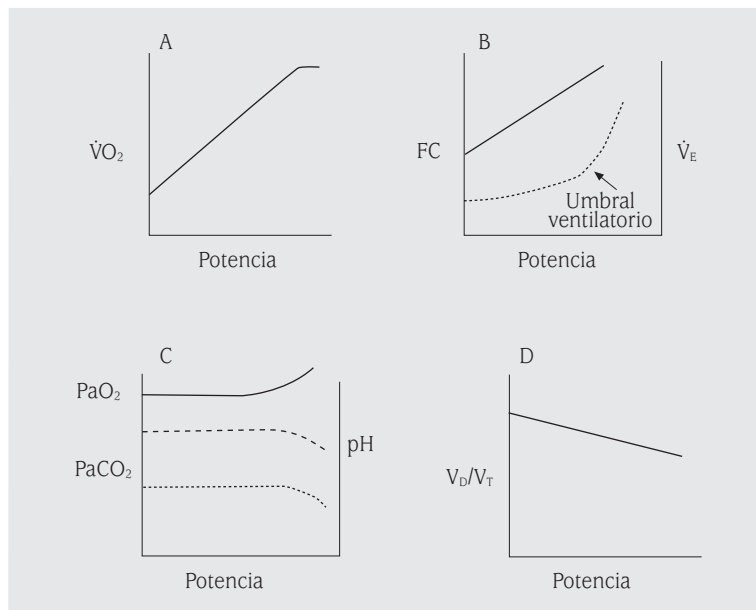 A
V̇O₂
Potencia
B
FC
V̇E
Umbral
ventilatorio
Potencia
C
PaO₂
pH
PaCO₂
Potencia
D
VD/VT
Potencia